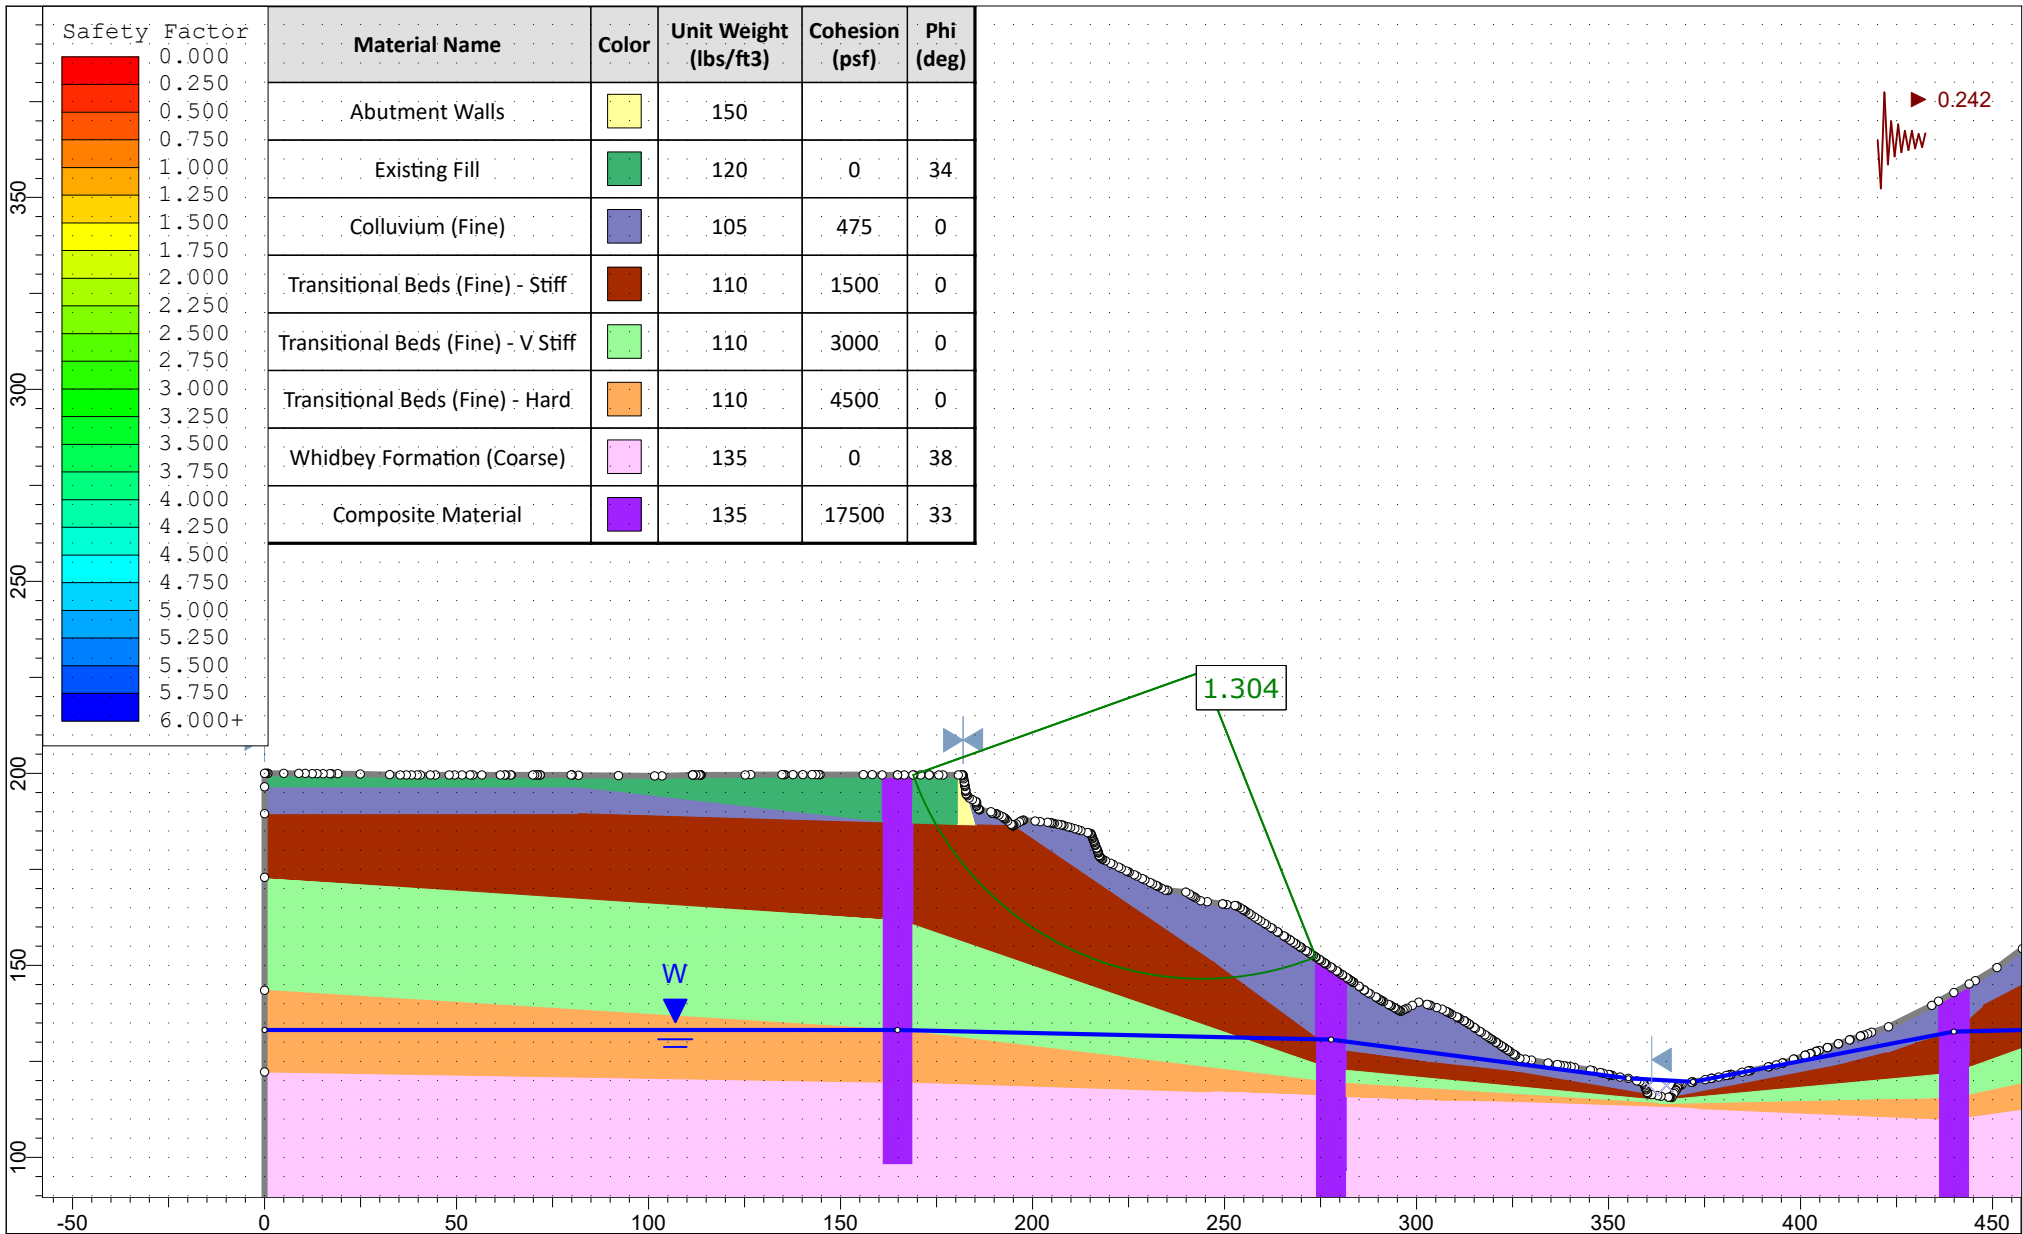 Safety Factor
0.000
0.250
0.500
0.750
1.000
1.250
1.500
1.750
2.000
2.250
2.500
2.750
3.000
3.250
3.500
3.750
4.000
4.250
4.500
4.750
5.000
5.250
5.500
5.750
6.000+
Material Name Color Unit Weight (lbs/ft3) Cohesion (psf) Phi (deg)
Abutment Walls 150
Existing Fill 120 0 34
Colluvium (Fine) 105 475 0
Transitional Beds (Fine) - Stiff 110 1500 0
Transitional Beds (Fine) - V Stiff 110 3000 0
Transitional Beds (Fine) - Hard 110 4500 0
Whidbey Formation (Coarse) 135 0 38
Composite Material 135 17500 33
0.242
1.304
W
350
300
250
200
150
100
-50 0 50 100 150 200 250 300 350 400 450